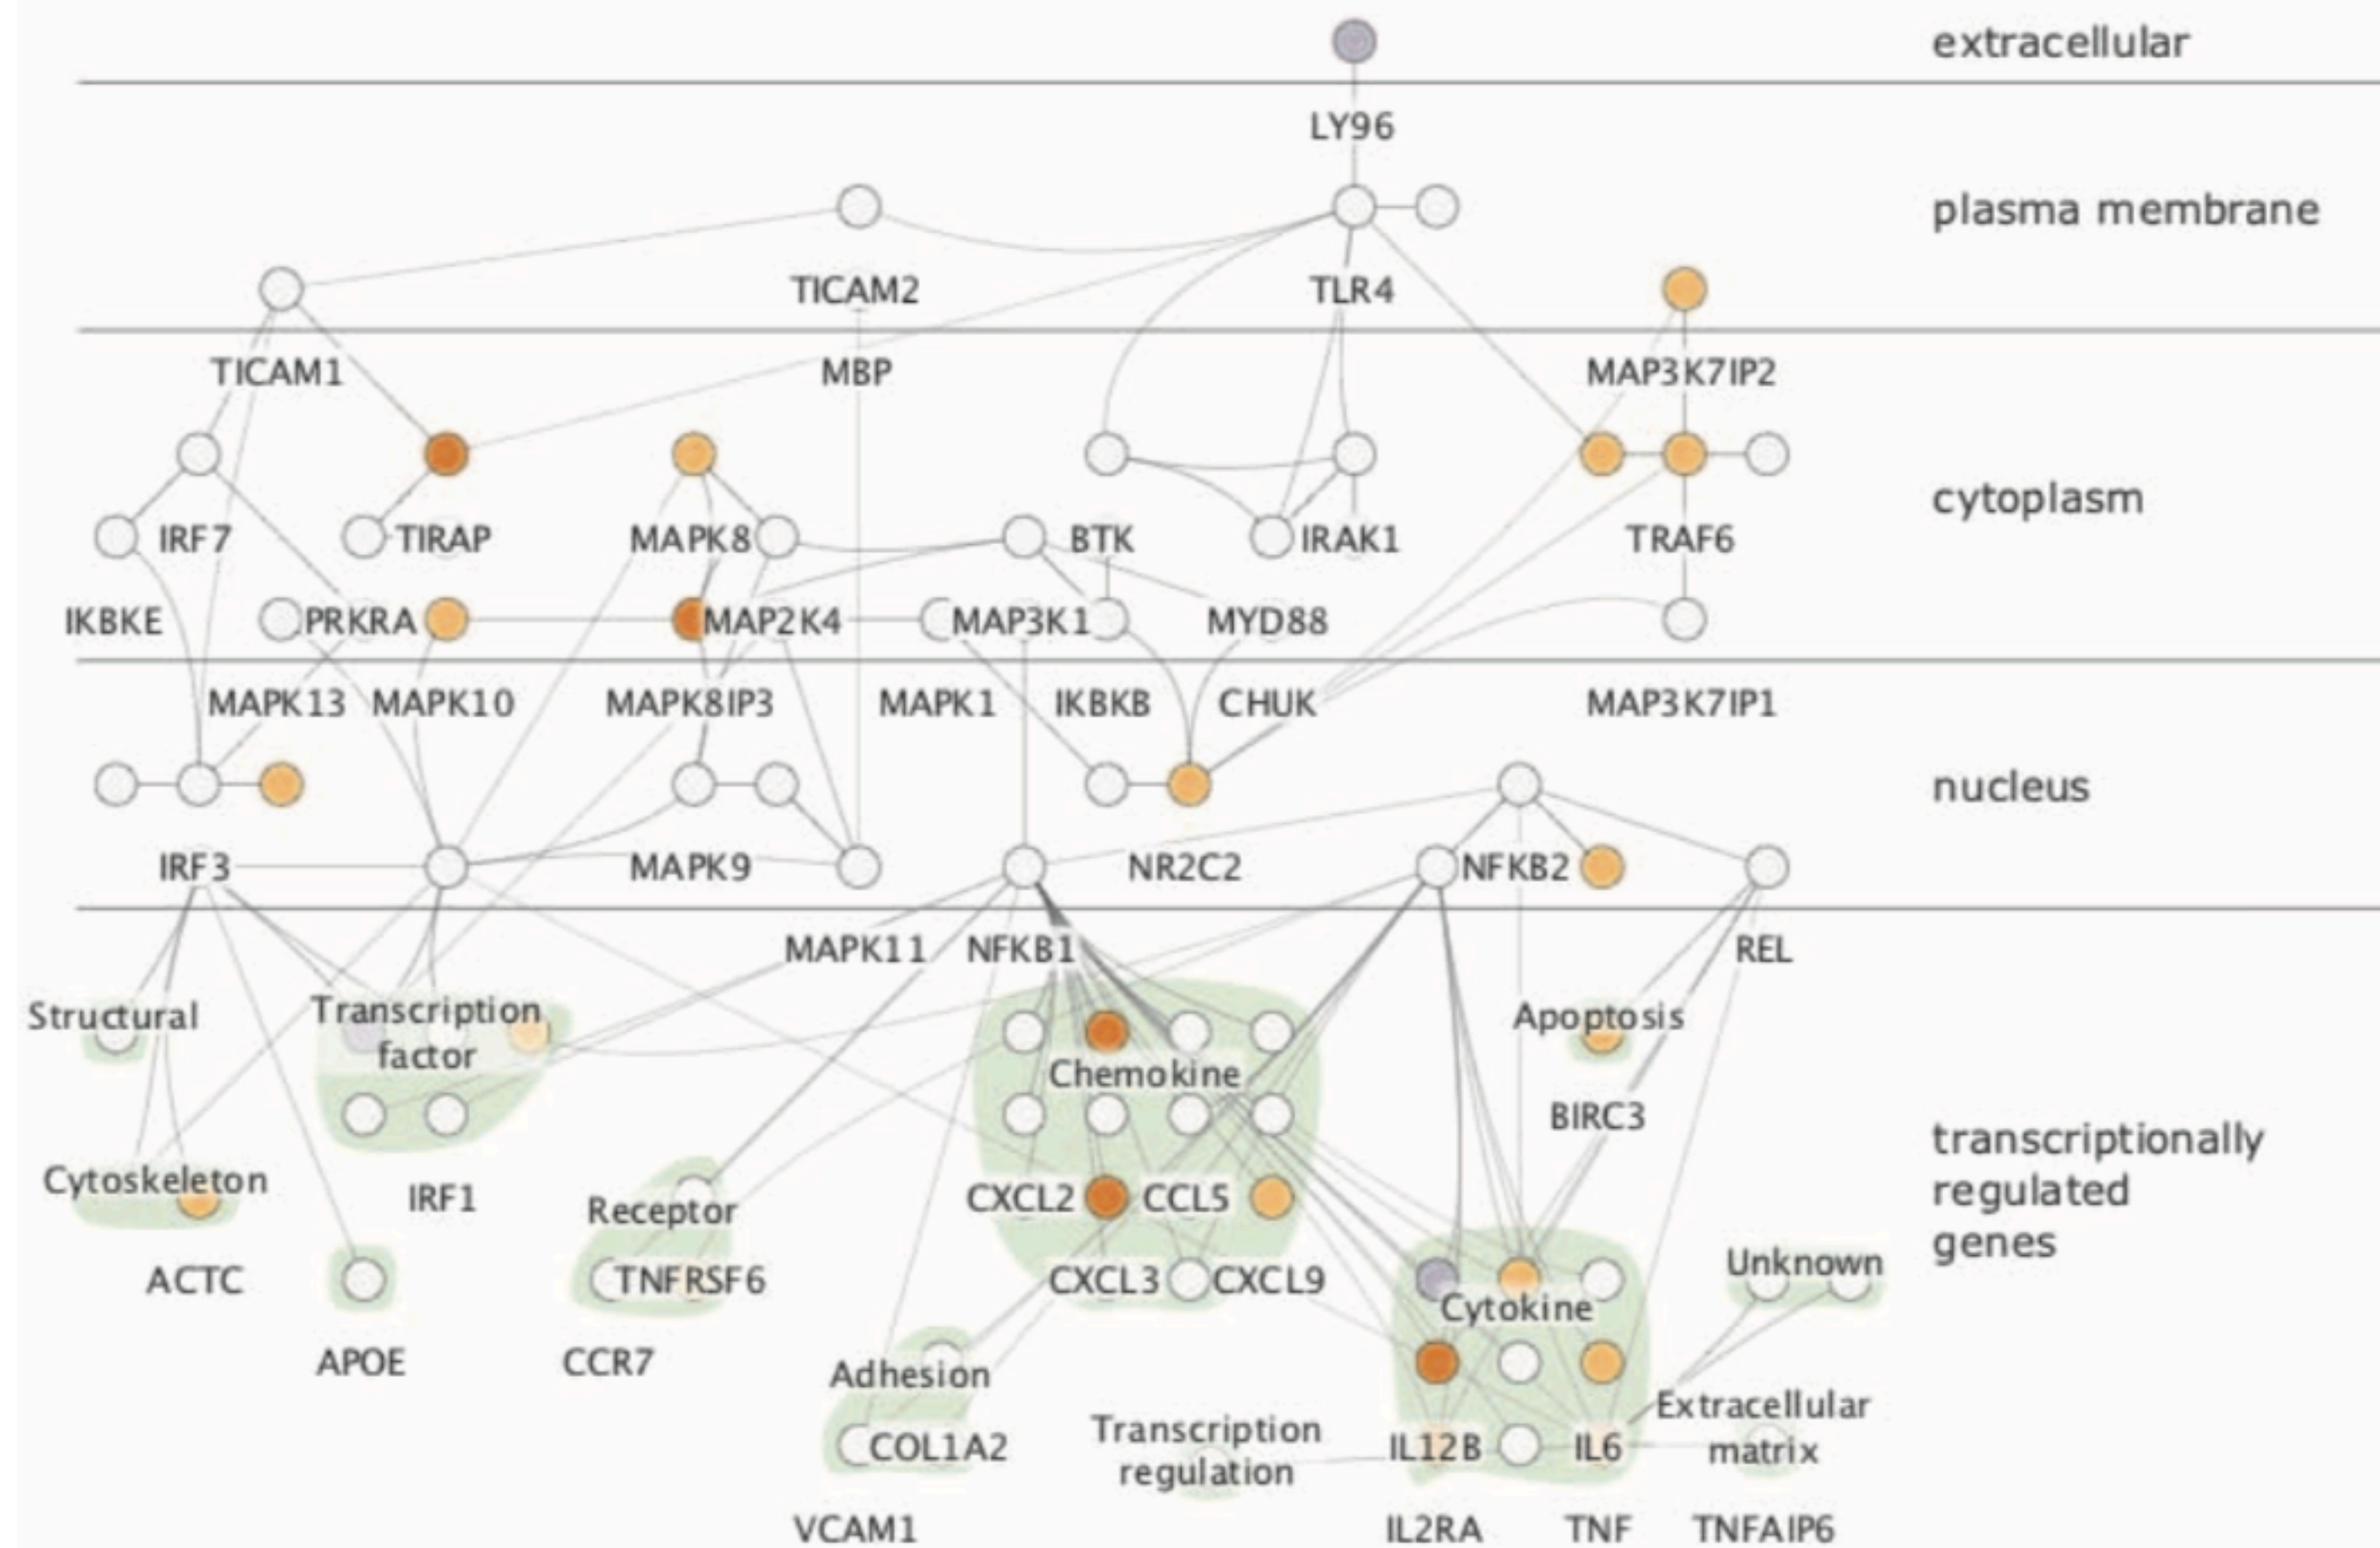 extracellular
LY96
plasma membrane
TICAM2
TLR4
TICAM1
MBP
MAP3K7IP2
cytoplasm
IRF7
TIRAP
MAPK8
BTK
IRAK1
TRAF6
IKBKE
PRKRA
MAP2K4
MAP3K1
MYD88
MAPK13
MAPK10
MAPK8IP3
MAPK1
IKBKB
CHUK
MAP3K7IP1
nucleus
IRF3
MAPK9
NR2C2
NFKB2
MAPK11
NFKB1
REL
Structural
Transcription
factor
Apoptosis
Chemokine
BIRC3
transcriptionally
regulated
genes
Cytoskeleton
IRF1
Receptor
CXCL2
CCL5
ACTC
TNFRSF6
CXCL3
CXCL9
Unknown
Cytokine
APOE
CCR7
Adhesion
Extracellular
matrix
COL1A2
Transcription
regulation
IL12B
IL6
VCAM1
IL2RA
TNF
TNFAIP6